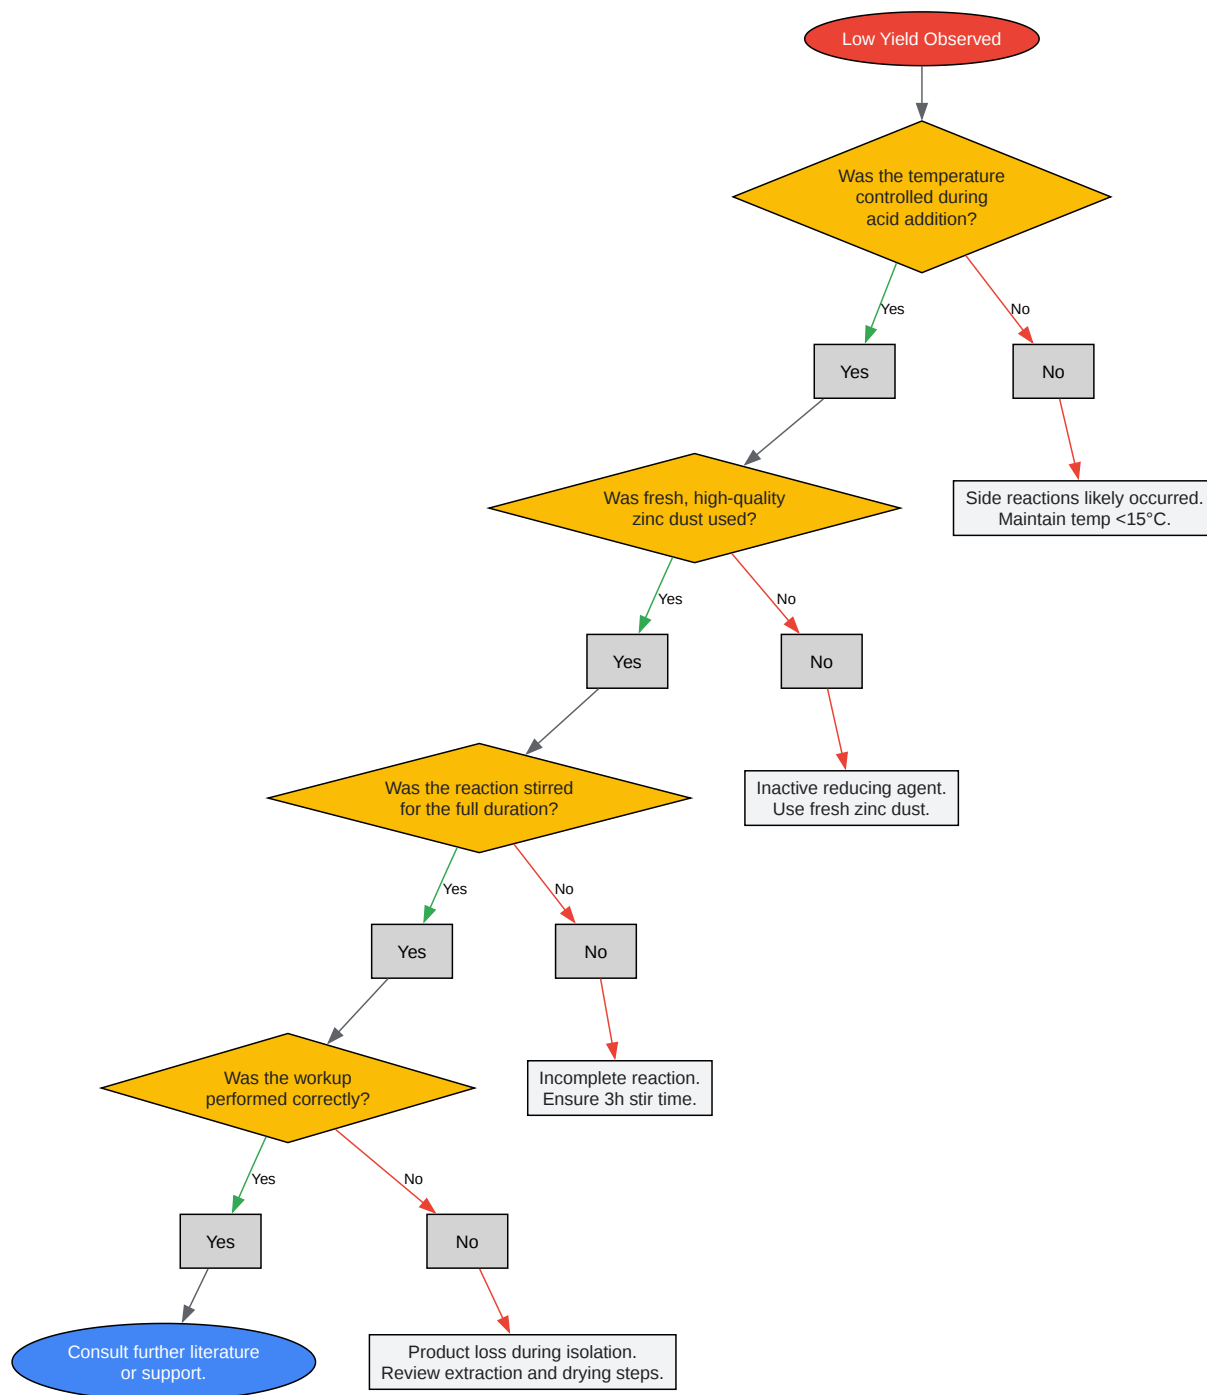 Low Yield Observed
Was the temperature
controlled during
acid addition?
Yes
No
Yes
No
Was fresh, high-quality
zinc dust used?
Side reactions likely occurred.
Maintain temp <15°C.
Yes
No
Yes
No
Was the reaction stirred
for the full duration?
Inactive reducing agent.
Use fresh zinc dust.
Yes
No
Yes
No
Was the workup
performed correctly?
Incomplete reaction.
Ensure 3h stir time.
Yes
No
Yes
No
Consult further literature
or support.
Product loss during isolation.
Review extraction and drying steps.